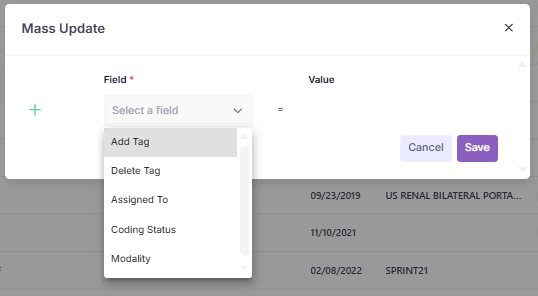 Mass Update
Field * Value
Select a field =
Add Tag
Delete Tag
Assigned To
Coding Status
Modality
Cancel Save
09/23/2019 US RENAL BILATERAL PORTA...
11/10/2021
02/08/2022 SPRINT21